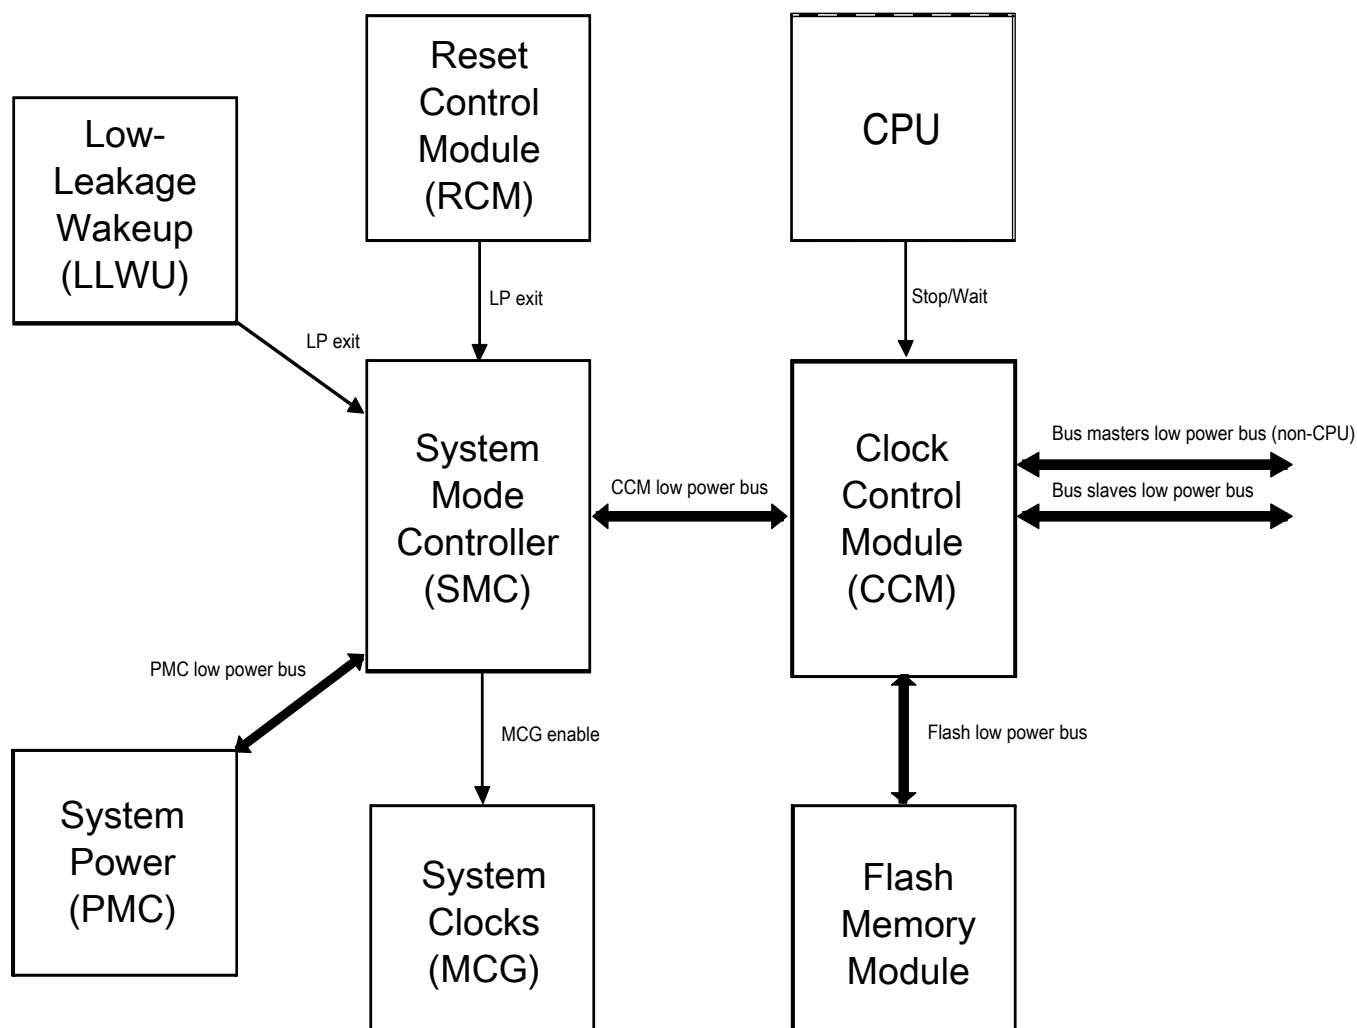 Reset
Control
Module
(RCM)
CPU
Low-
Leakage
Wakeup
(LLWU)
LP exit
Stop/Wait
LP exit
System
Mode
Controller
(SMC)
CCM low power bus
Clock
Control
Module
(CCM)
Bus masters low power bus (non-CPU)
Bus slaves low power bus
PMC low power bus
MCG enable
Flash low power bus
System
Power
(PMC)
System
Clocks
(MCG)
Flash
Memory
Module